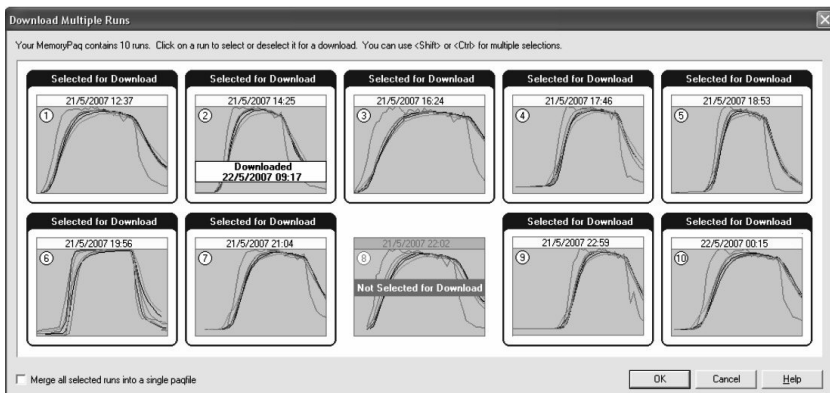 Download Multiple Runs
Your MemoryPaq contains 10 runs. Click on a run to select or deselect it for a download. You can use <Shift> or <Ctrl> for multiple selections.
Selected for Download
21/5/2007 12:37
1
Selected for Download
21/5/2007 14:25
2
Downloaded
22/5/2007 09:17
Selected for Download
21/5/2007 16:24
3
Selected for Download
21/5/2007 17:46
4
Selected for Download
21/5/2007 18:53
5
Selected for Download
21/5/2007 19:56
6
Selected for Download
21/5/2007 21:04
7
21/5/2007 22:02
8
Not Selected for Download
Selected for Download
21/5/2007 22:59
9
Selected for Download
22/5/2007 00:15
10
Merge all selected runs into a single paqfile
OK
Cancel
Help